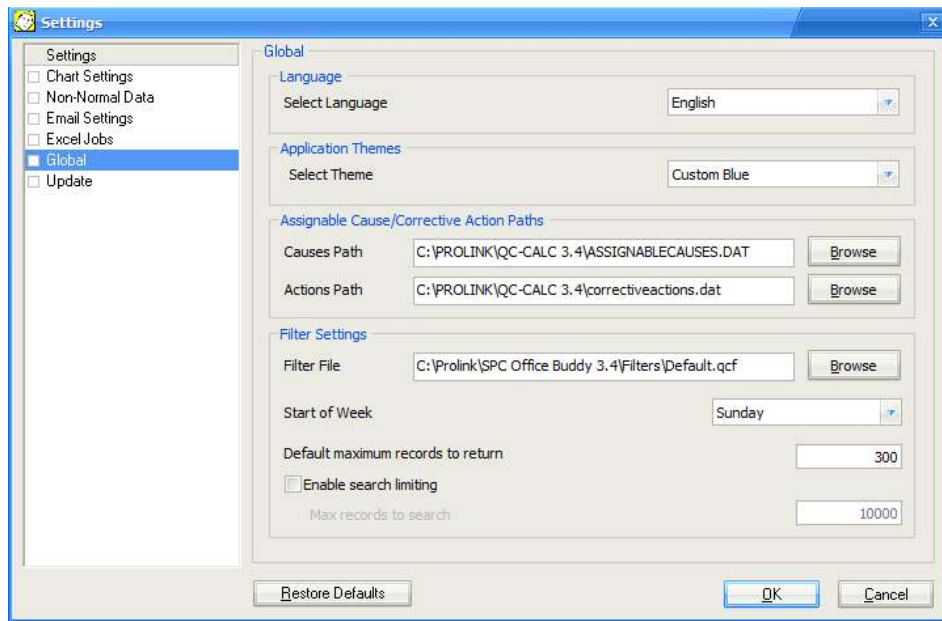 Settings
Settings
Chart Settings
Non-Normal Data
Email Settings
Excel Jobs
Global
Update
Global
Language
Select Language English
Application Themes
Select Theme Custom Blue
Assignable Cause/Corrective Action Paths
Causes Path C:\PROLINK\QC-CALC 3.4\ASSIGNABLECAUSES.DAT Browse
Actions Path C:\PROLINK\QC-CALC 3.4\correctiveactions.dat Browse
Filter Settings
Filter File C:\Prolink\SPC Office Buddy 3.4\Filters\Default.qcf Browse
Start of Week Sunday
Default maximum records to return 300
Enable search limiting
Max records to search 10000
Restore Defaults OK Cancel